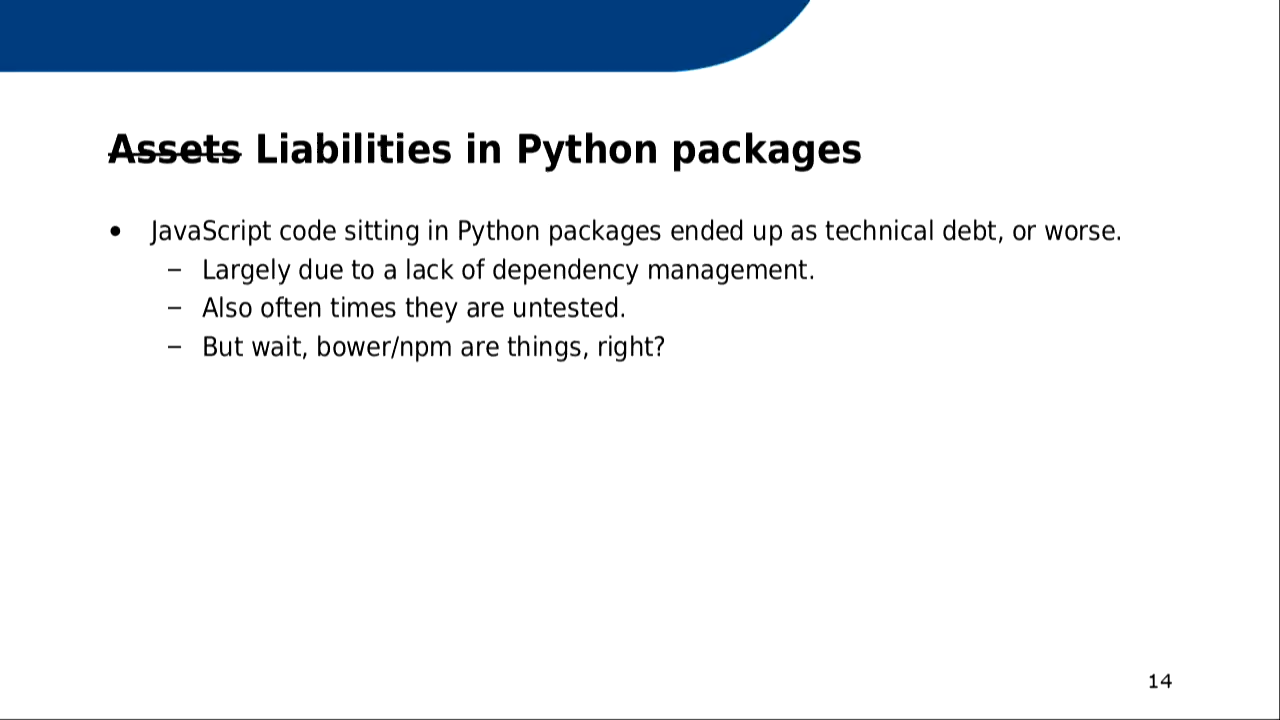 Assets Liabilities in Python packages
• JavaScript code sitting in Python packages ended up as technical debt, or worse.
– Largely due to a lack of dependency management.
– Also often times they are untested.
– But wait, bower/npm are things, right?
14